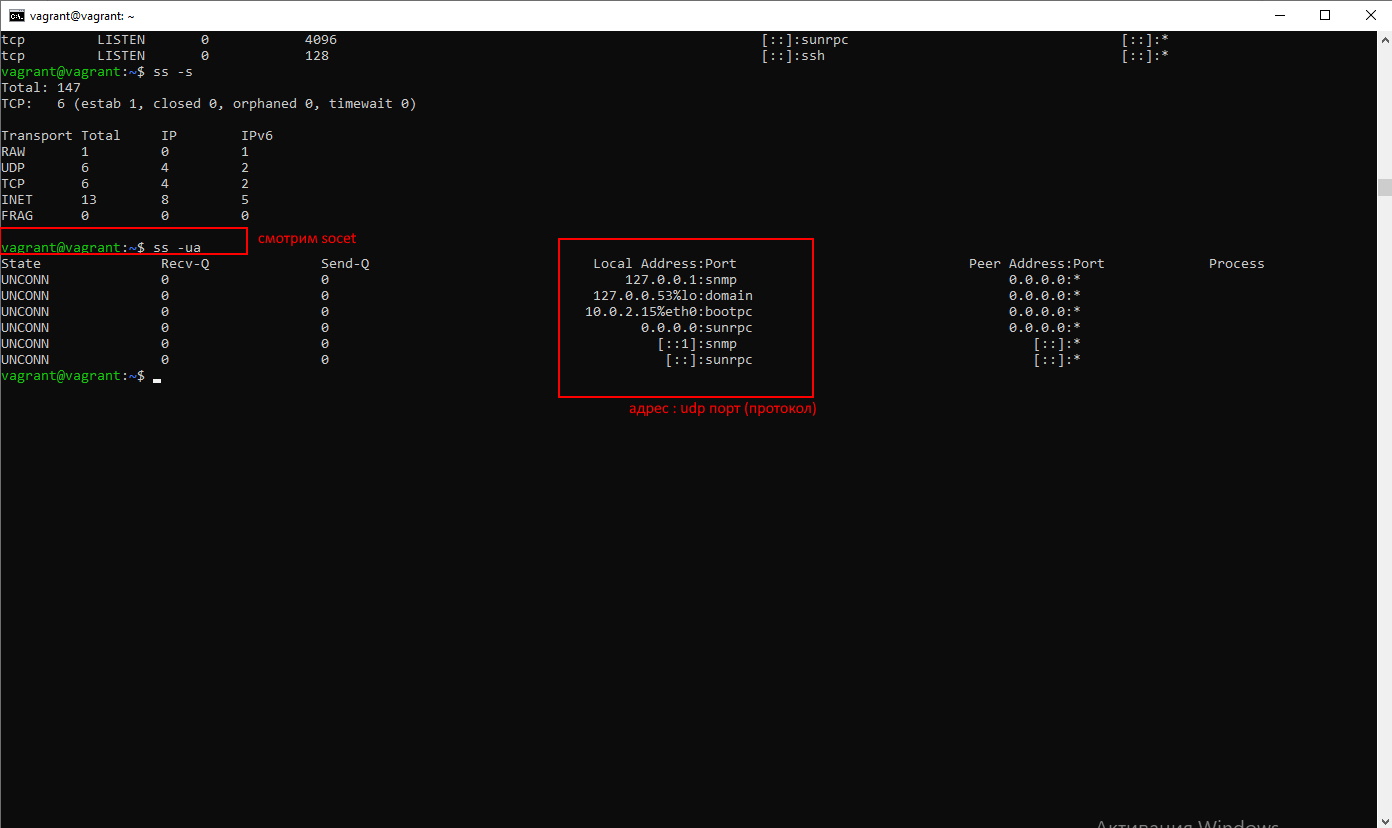 vagrant@vagrant: ~
tcp LISTEN 0 4096 [::]:sunrpc [::]:*
tcp LISTEN 0 128 [::]:ssh [::]:*
vagrant@vagrant:~$ ss -s
Total: 147
TCP: 6 (estab 1, closed 0, orphaned 0, timewait 0)
Transport Total IP IPv6
RAW 1 0 1
UDP 6 4 2
TCP 6 4 2
INET 13 8 5
FRAG 0 0 0
смотрим socet
vagrant@vagrant:~$ ss -ua
State Recv-Q Send-Q Local Address:Port Peer Address:Port Process
UNCONN 0 0 127.0.0.1:snmp 0.0.0.0:*
UNCONN 0 0 127.0.0.53%lo:domain 0.0.0.0:*
UNCONN 0 0 10.0.2.15%eth0:bootpc 0.0.0.0:*
UNCONN 0 0 0.0.0.0:sunrpc 0.0.0.0:*
UNCONN 0 0 [::1]:snmp [::]:*
UNCONN 0 0 [::]:sunrpc [::]:*
vagrant@vagrant:~$
адрес : udp порт (протокол)
Активация Windows